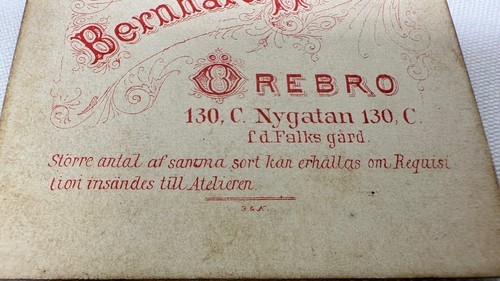 Bernhard
ÖREBRO
130, C. Nygatan 130, C.
f.d. Falks gård.
Större antal af samma sort kan erhållas om Requisi
tion insändes till Atelieren